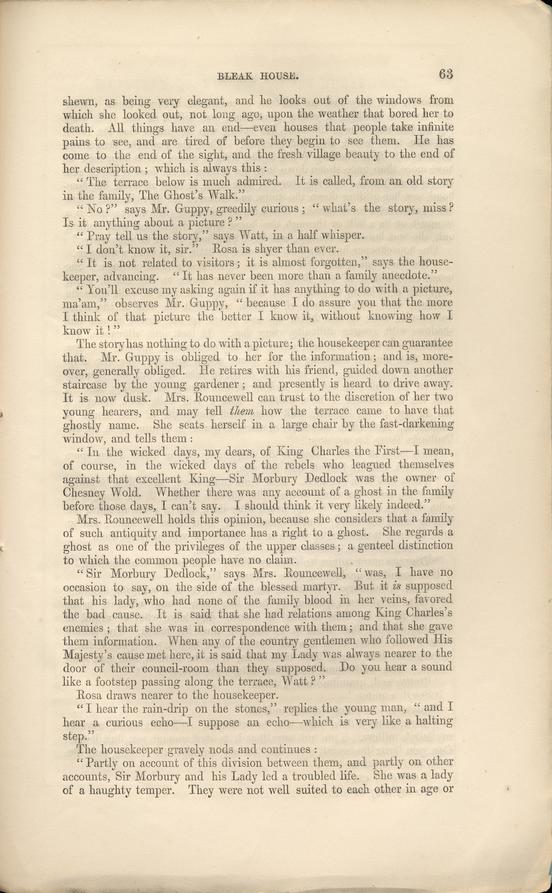 BLEAK HOUSE. 63
shewn, as being very elegant, and he looks out of the windows from
which she looked out, not long ago, upon the weather that bored her to
death. All things have an end—even houses that people take infinite
pains to see, and are tired of before they begin to see them. He has
come to the end of the sight, and the fresh village beauty to the end of
her description; which is always this:
"The terrace below is much admired. It is called, from an old story
in the family, The Ghost's Walk."
"No?" says Mr. Guppy, greedily curious; "what's the story, miss?
Is it anything about a picture?"
"Pray tell us the story," says Watt, in a half whisper.
"I don't know it, sir." Rosa is shyer than ever.
"It is not related to visitors; it is almost forgotten," says the house-
keeper, advancing. "It has never been more than a family anecdote."
"You'll excuse my asking again if it has anything to do with a picture,
ma'am," observes Mr. Guppy, "because I do assure you that the more
I think of that picture the better I know it, without knowing how I
know it!"
The story has nothing to do with a picture; the housekeeper can guarantee
that. Mr. Guppy is obliged to her for the information; and is, more-
over, generally obliged. He retires with his friend, guided down another
staircase by the young gardener; and presently is heard to drive away.
It is now dusk. Mrs. Rouncewell can trust to the discretion of her two
young hearers, and may tell them how the terrace came to have that
ghostly name. She seats herself in a large chair by the fast-darkening
window, and tells them:
"In the wicked days, my dears, of King Charles the First—I mean,
of course, in the wicked days of the rebels who leagued themselves
against that excellent King—Sir Morbury Dedlock was the owner of
Chesney Wold. Whether there was any account of a ghost in the family
before those days, I can't say. I should think it very likely indeed."
Mrs. Rouncewell holds this opinion, because she considers that a family
of such antiquity and importance has a right to a ghost. She regards a
ghost as one of the privileges of the upper classes; a genteel distinction
to which the common people have no claim.
"Sir Morbury Dedlock," says Mrs. Rouncewell, "was, I have no
occasion to say, on the side of the blessed martyr. But it is supposed
that his lady, who had none of the family blood in her veins, favored
the bad cause. It is said that she had relations among King Charles's
enemies; that she was in correspondence with them; and that she gave
them information. When any of the country gentlemen who followed His
Majesty's cause met here, it is said that my Lady was always nearer to the
door of their council-room than they supposed. Do you hear a sound
like a footstep passing along the terrace, Watt?"
Rosa draws nearer to the housekeeper.
"I hear the rain-drip on the stones," replies the young man, "and I
hear a curious echo—I suppose an echo—which is very like a halting
step."
The housekeeper gravely nods and continues:
"Partly on account of this division between them, and partly on other
accounts, Sir Morbury and his Lady led a troubled life. She was a lady
of a haughty temper. They were not well suited to each other in age or